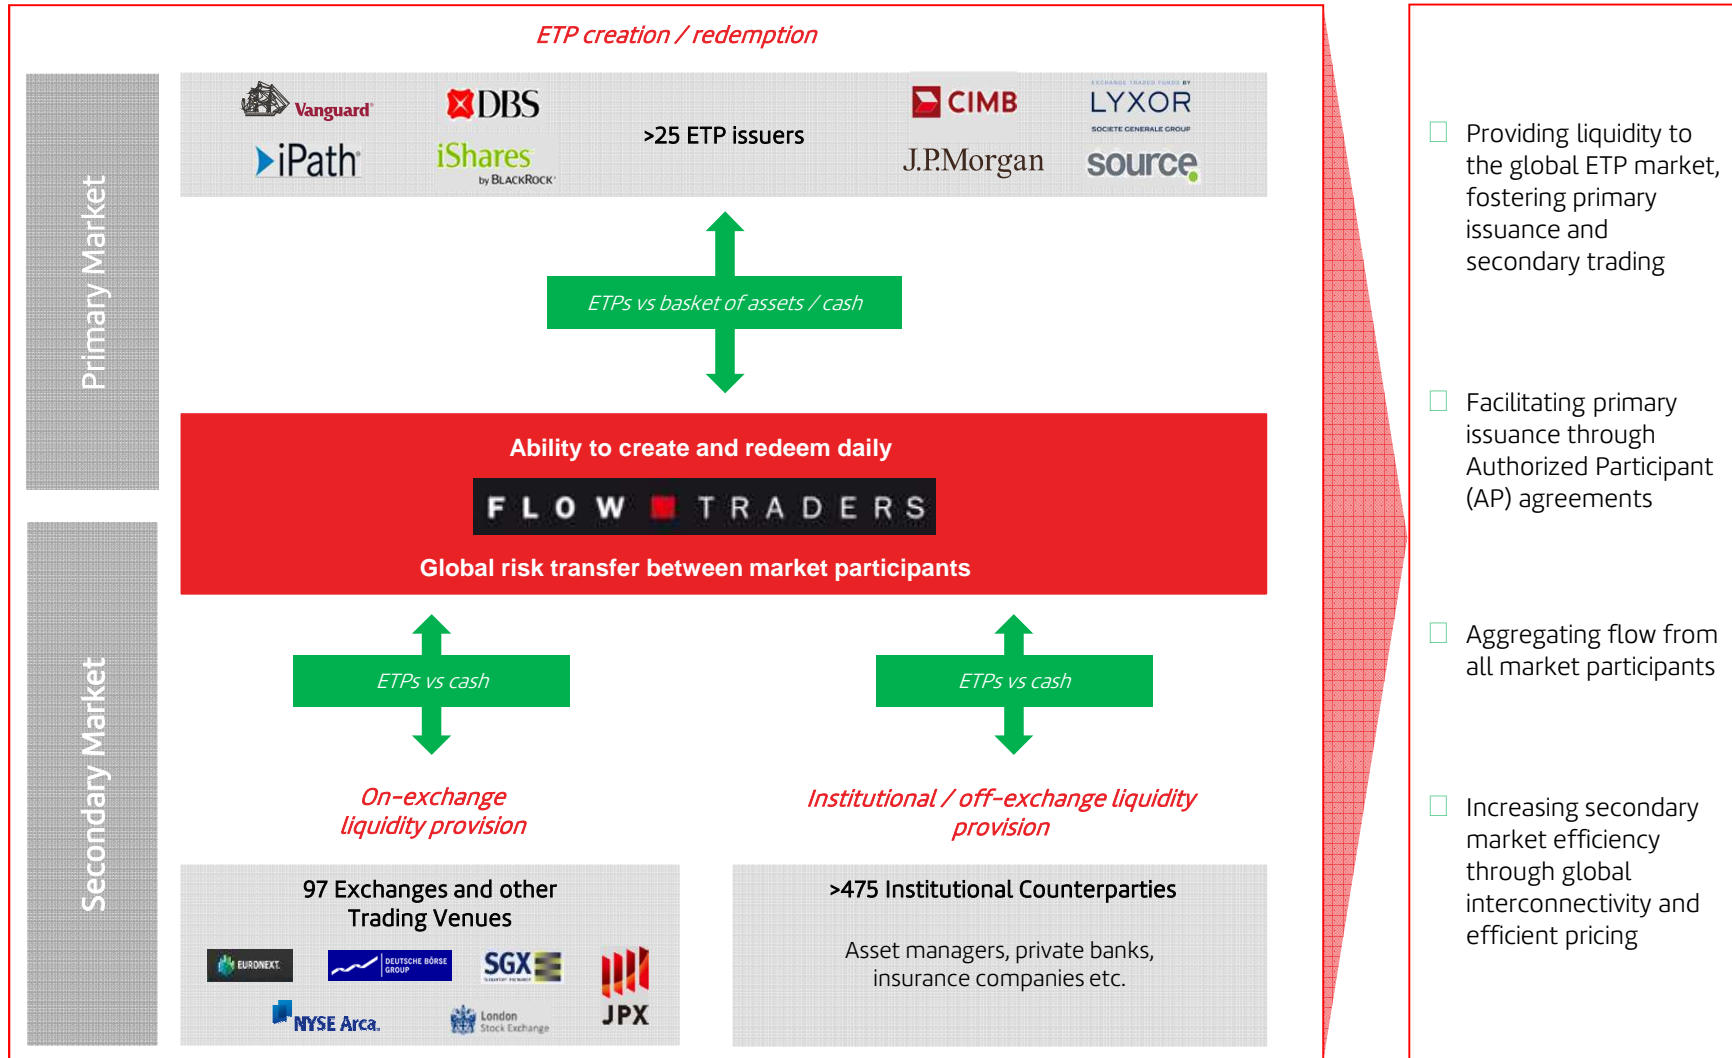 ETP creation / redemption
Primary Market
Vanguard®
DBS
>25 ETP issuers
CIMB
EXCHANGE TRADED FUNDS BY
LYXOR
SOCIETE GENERALE GROUP
iPath®
iShares®
by BLACKROCK®
J.P.Morgan
source
ETPs vs basket of assets / cash
Ability to create and redeem daily
FLOW TRADERS
Global risk transfer between market participants
Secondary Market
ETPs vs cash
ETPs vs cash
On-exchange
liquidity provision
Institutional / off-exchange liquidity
provision
97 Exchanges and other
Trading Venues
EURONEXT.
DEUTSCHE BÖRSE
GROUP
SGX
JPX
NYSE Arca.
London
Stock Exchange
>475 Institutional Counterparties
Asset managers, private banks,
insurance companies etc.
Providing liquidity to
the global ETP market,
fostering primary
issuance and
secondary trading
Facilitating primary
issuance through
Authorized Participant
(AP) agreements
Aggregating flow from
all market participants
Increasing secondary
market efficiency
through global
interconnectivity and
efficient pricing